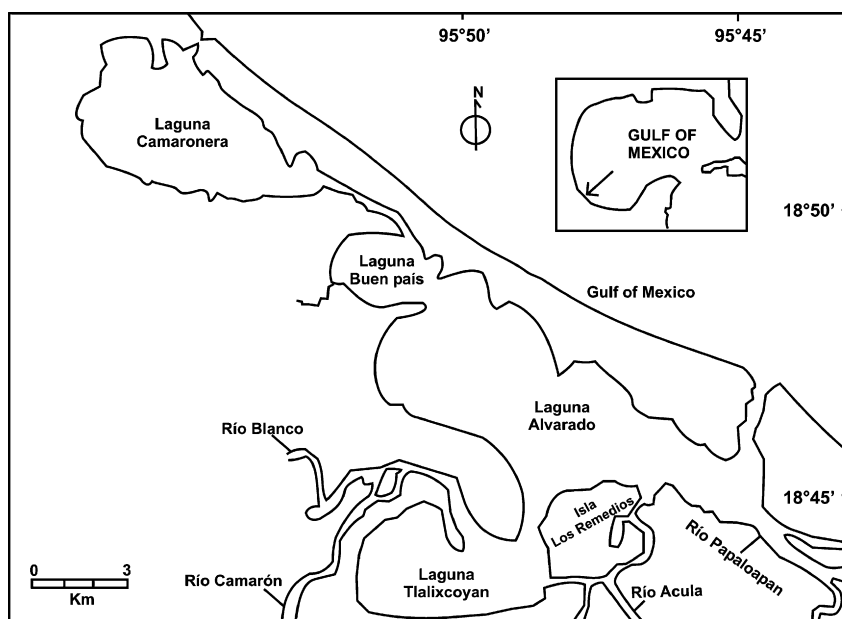 95°50'
95°45'
N
Laguna
Camaronera
GULF OF
MEXICO
18°50'
Laguna
Buen país
Gulf of Mexico
Laguna
Alvarado
Río Blanco
18°45'
Isla
Los Remedios
Río Papaloapan
0 3
Km
Río Camarón
Laguna
Tlalixcoyan
Río Acula